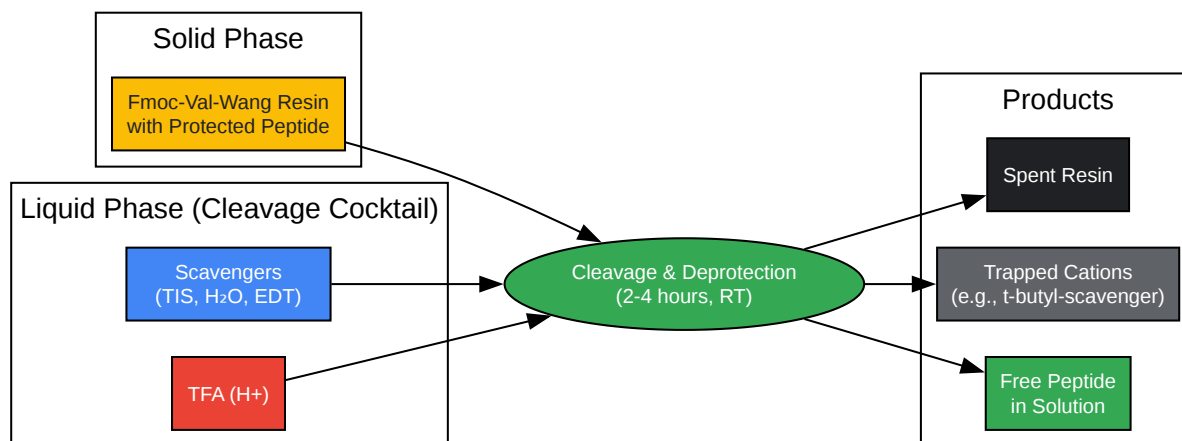 Solid Phase
Fmoc-Val-Wang Resin
with Protected Peptide
Liquid Phase (Cleavage Cocktail)
Scavengers
(TIS, H₂O, EDT)
TFA (H+)
Cleavage & Deprotection
(2-4 hours, RT)
Products
Spent Resin
Trapped Cations
(e.g., t-butyl-scavenger)
Free Peptide
in Solution